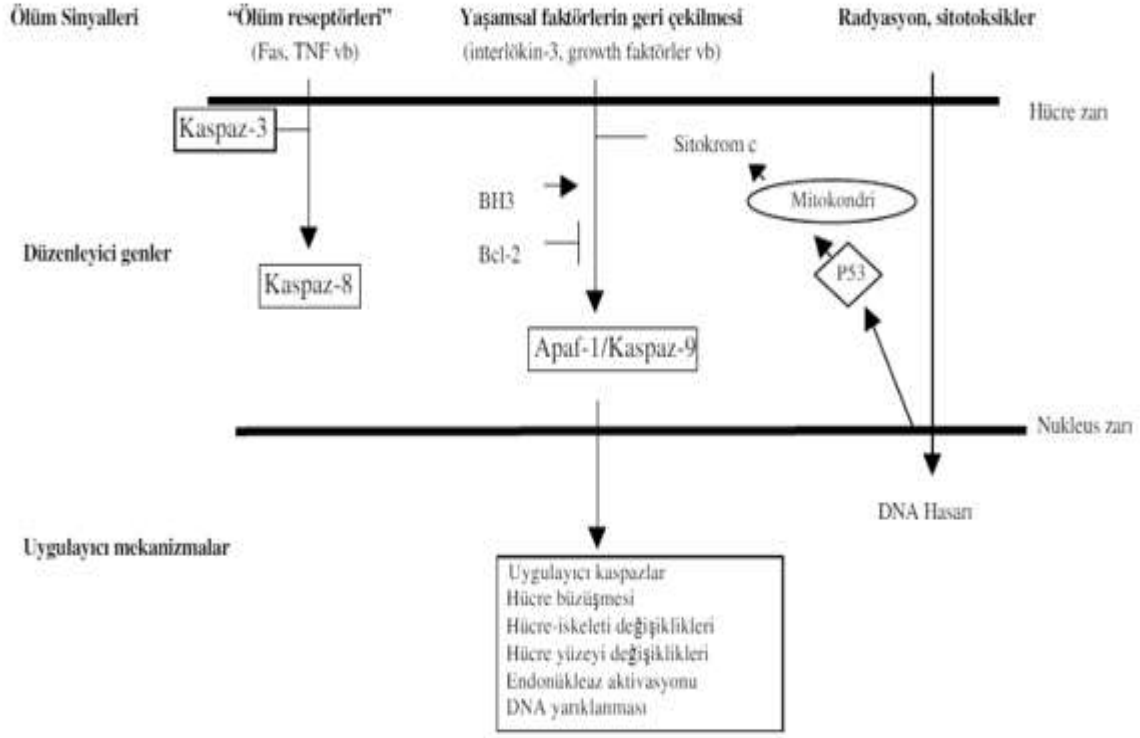 Ölüm Sinyalleri
“Ölüm reseptörleri”
(Fas, TNF vb)
Yaşamsal faktörlerin geri çekilmesi
(interlökin-3, growth faktörler vb)
Radyasyon, sitotoksikler
Hücre zarı
Kaspaz-3
Sitokrom c
Mitokondri
BH3
Düzenleyici genler
Bcl-2
P53
Kaspaz-8
Apaf-1/Kaspaz-9
Nukleus zarı
DNA Hasarı
Uygulayıcı mekanizmalar
Uygulayıcı kaspazlar
Hücre büzüşmesi
Hücre-iskeleti değişiklikleri
Hücre yüzeyi değişiklikleri
Endonükleaz aktivasyonu
DNA yarıklanması